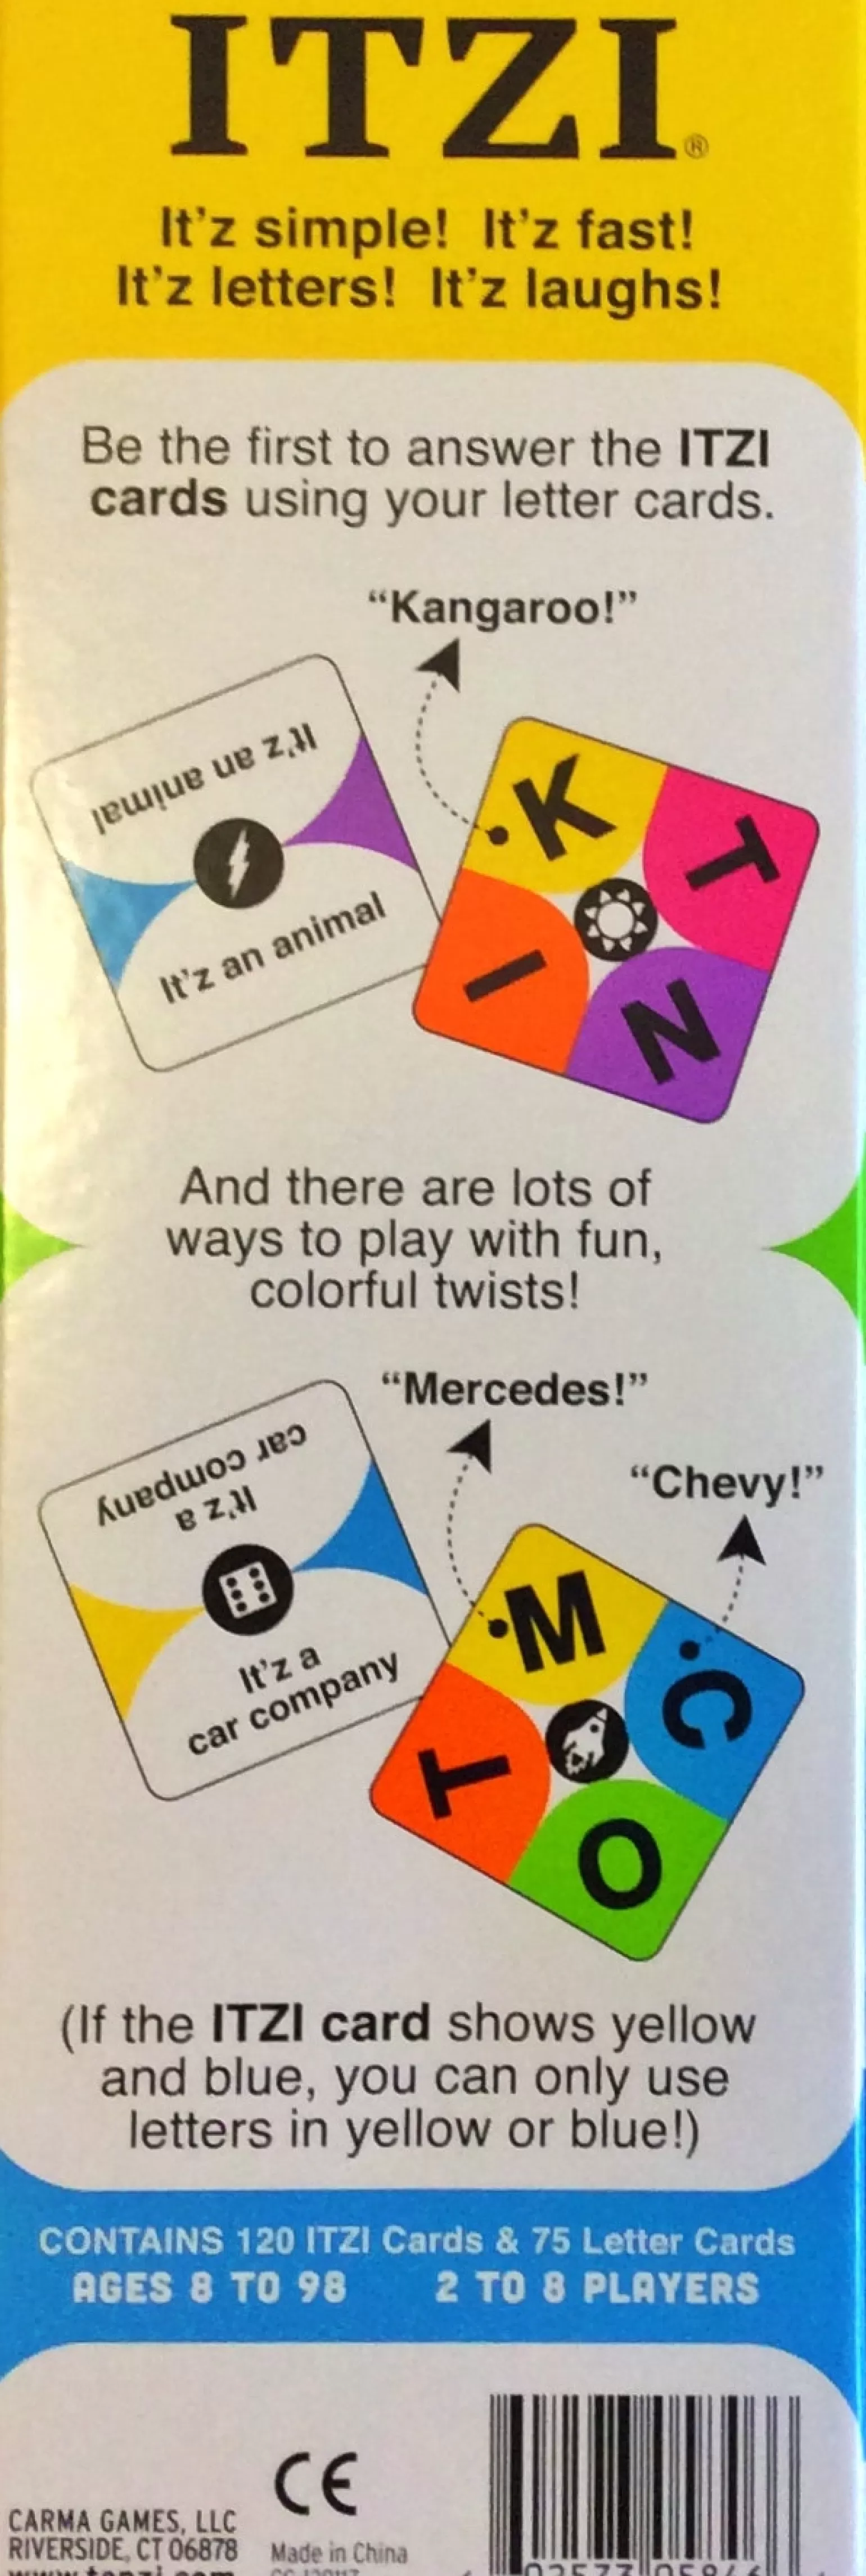 ITZI®
It'z simple! It'z fast!
It'z letters! It'z laughs!
Be the first to answer the ITZI
cards using your letter cards.
"Kangaroo!"
It'z an animal
It'z an animal
K
T
I
N
And there are lots of
ways to play with fun,
colorful twists!
"Mercedes!"
"Chevy!"
It'z a
car company
It'z a
car company
M
C
T
O
(If the ITZI card shows yellow
and blue, you can only use
letters in yellow or blue!)
CONTAINS 120 ITZI Cards & 75 Letter Cards
AGES 8 TO 98 2 TO 8 PLAYERS
CE
CARMA GAMES, LLC
RIVERSIDE, CT 06878
Made in China